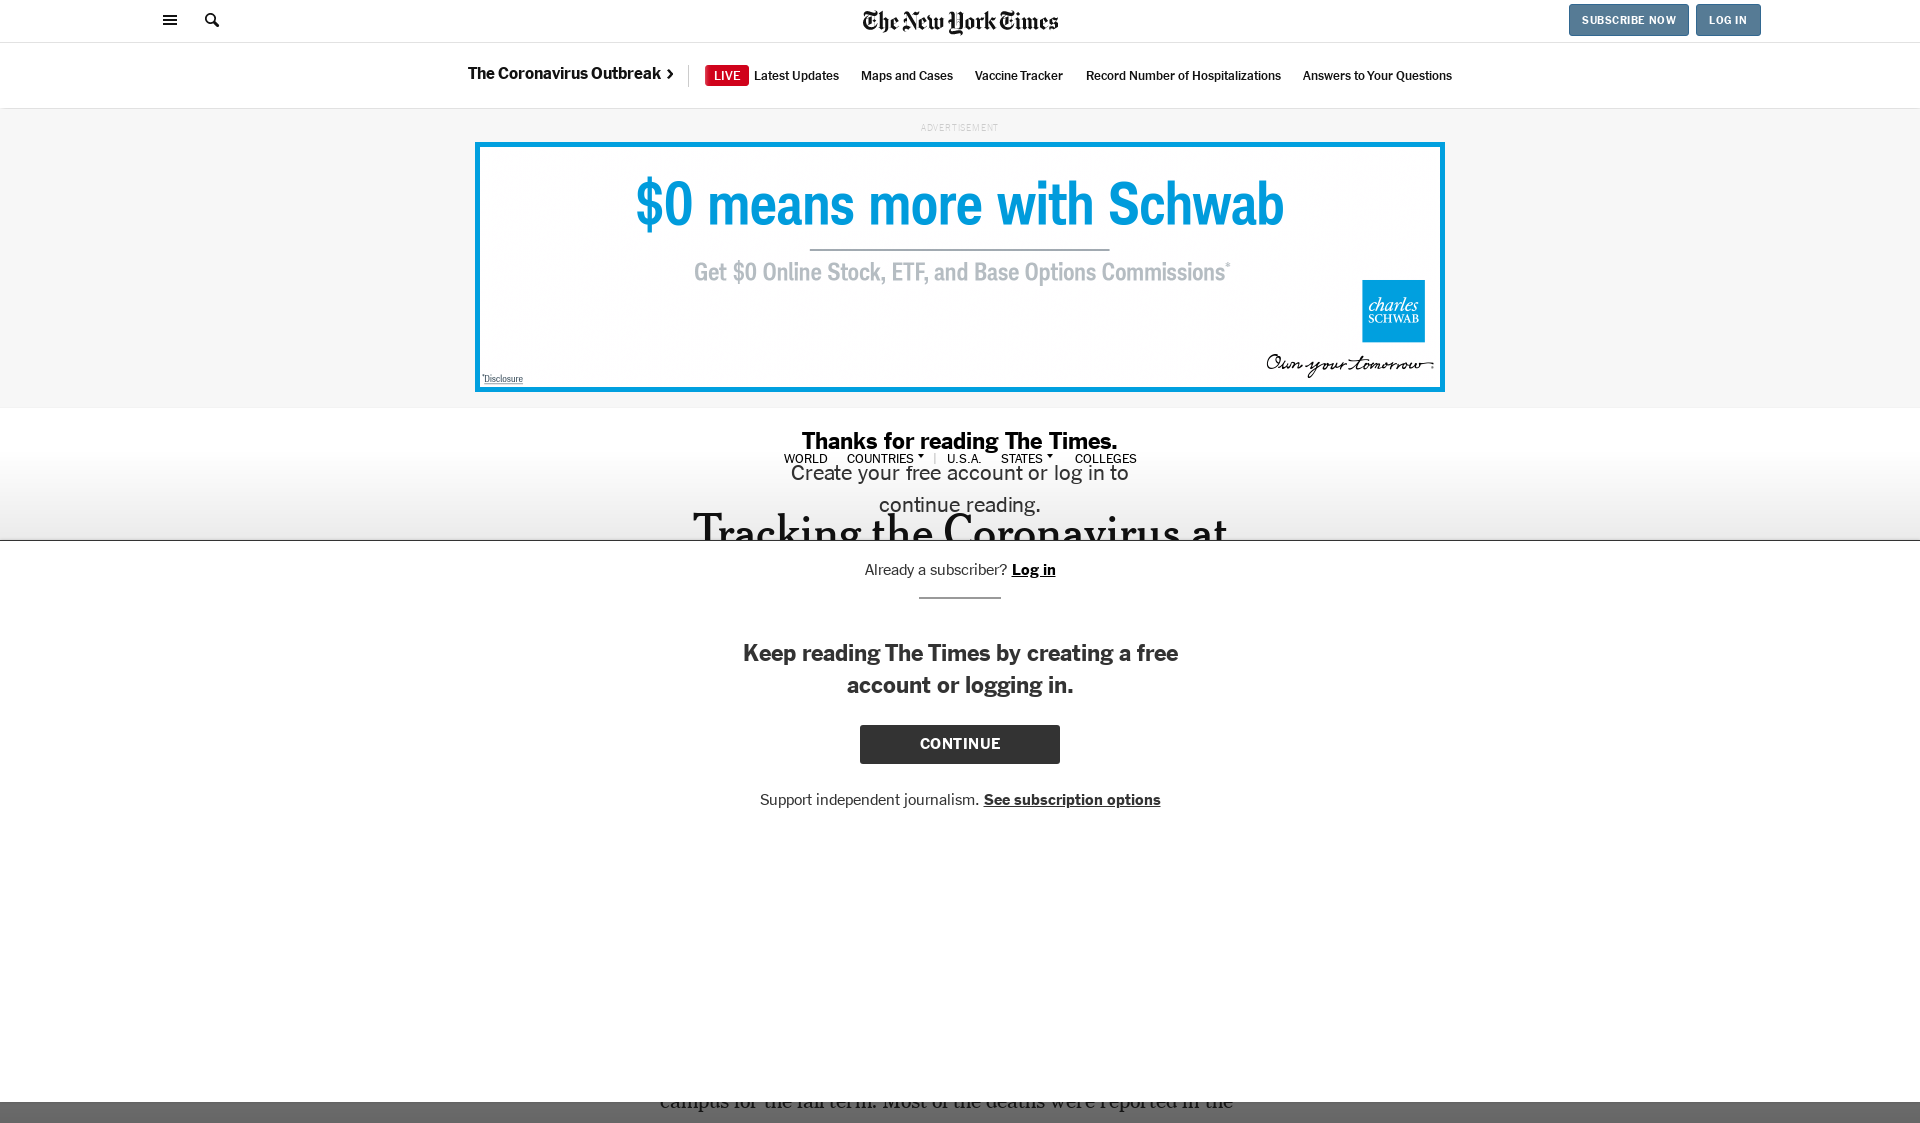 The New York Times
SUBSCRIBE NOW
LOG IN
The Coronavirus Outbreak
LIVE Latest Updates
Maps and Cases
Vaccine Tracker
Record Number of Hospitalizations
Answers to Your Questions
ADVERTISEMENT
$0 means more with Schwab
Get $0 Online Stock, ETF, and Base Options Commissions*
charles
SCHWAB
Own your tomorrow
*Disclosure
Thanks for reading The Times.
WORLD COUNTRIES U.S.A. STATES COLLEGES
Create your free account or log in to
continue reading.
Tracking the Coronavirus at
Already a subscriber? Log in
Keep reading The Times by creating a free
account or logging in.
CONTINUE
Support independent journalism. See subscription options
campus for the fall term. Most of the deaths were reported in the